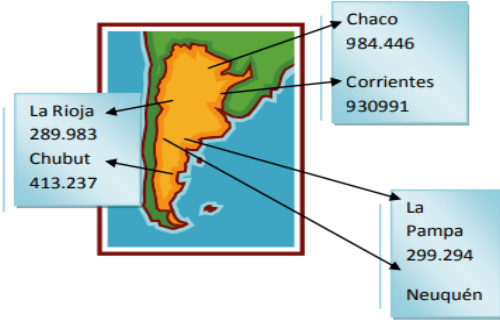 Chaco
984.446
Corrientes
930991
La Rioja
289.983
Chubut
413.237
La
Pampa
299.294
Neuquén